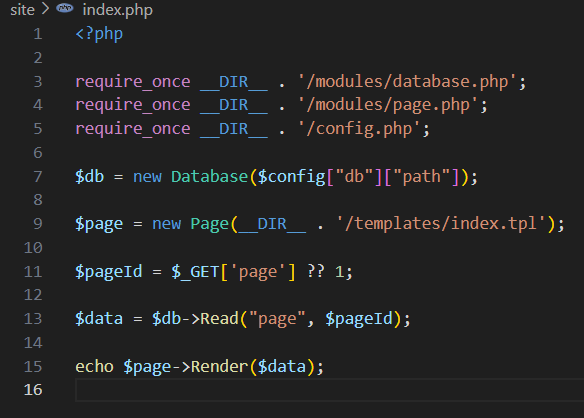 site > index.php
1 <?php
2
3 require_once __DIR__ . '/modules/database.php';
4 require_once __DIR__ . '/modules/page.php';
5 require_once __DIR__ . '/config.php';
6
7 $db = new Database($config["db"]["path"]);
8
9 $page = new Page(__DIR__ . '/templates/index.tpl');
10
11 $pageId = $_GET['page'] ?? 1;
12
13 $data = $db->Read("page", $pageId);
14
15 echo $page->Render($data);
16